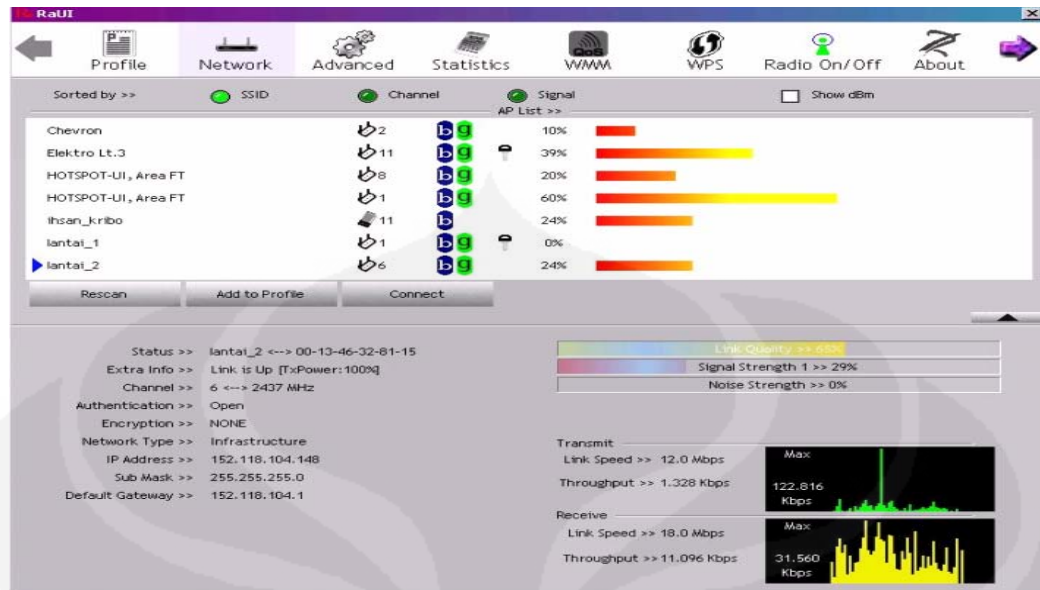 RaUI
Profile Network Advanced Statistics QoS WMM WPS Radio On/Off About
Sorted by >> SSID Channel Signal Show dBm
AP List >>
Chevron 2 b g 10%
Elektro Lt.3 11 b g 39%
HOTSPOT-UI, Area FT 8 b g 20%
HOTSPOT-UI, Area FT 1 b g 60%
ihsan_kribo 11 b 24%
lantai_1 1 b g 0%
lantai_2 6 b g 24%
Rescan Add to Profile Connect
Status >> lantai_2 <--> 00-13-46-32-81-15
Extra Info >> Link is Up [TxPower:100%]
Channel >> 6 <--> 2437 MHz
Authentication >> Open
Encryption >> NONE
Network Type >> Infrastructure
IP Address >> 152.118.104.148
Sub Mask >> 255.255.255.0
Default Gateway >> 152.118.104.1
Link Quality >> 65%
Signal Strength 1 >> 29%
Noise Strength >> 0%
Transmit
Link Speed >> 12.0 Mbps
Throughput >> 1.328 Kbps
Max
122.816
Kbps
Receive
Link Speed >> 18.0 Mbps
Throughput >> 11.096 Kbps
Max
31.560
Kbps